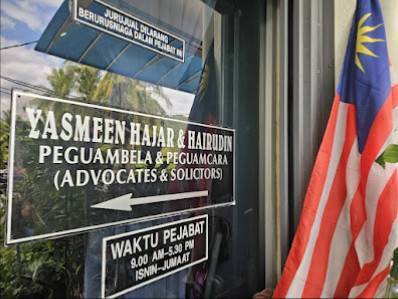 JURUJUAL DILARANG
BERURUSNIAGA DALAM PEJABAT INI
YASMEEN HAJAR & HAIRUDIN
PEGUAMBELA & PEGUAMCARA
(ADVOCATES & SOLICITORS)
WAKTU PEJABAT
9.00 AM-5.30 PM
ISNIN-JUMAAT